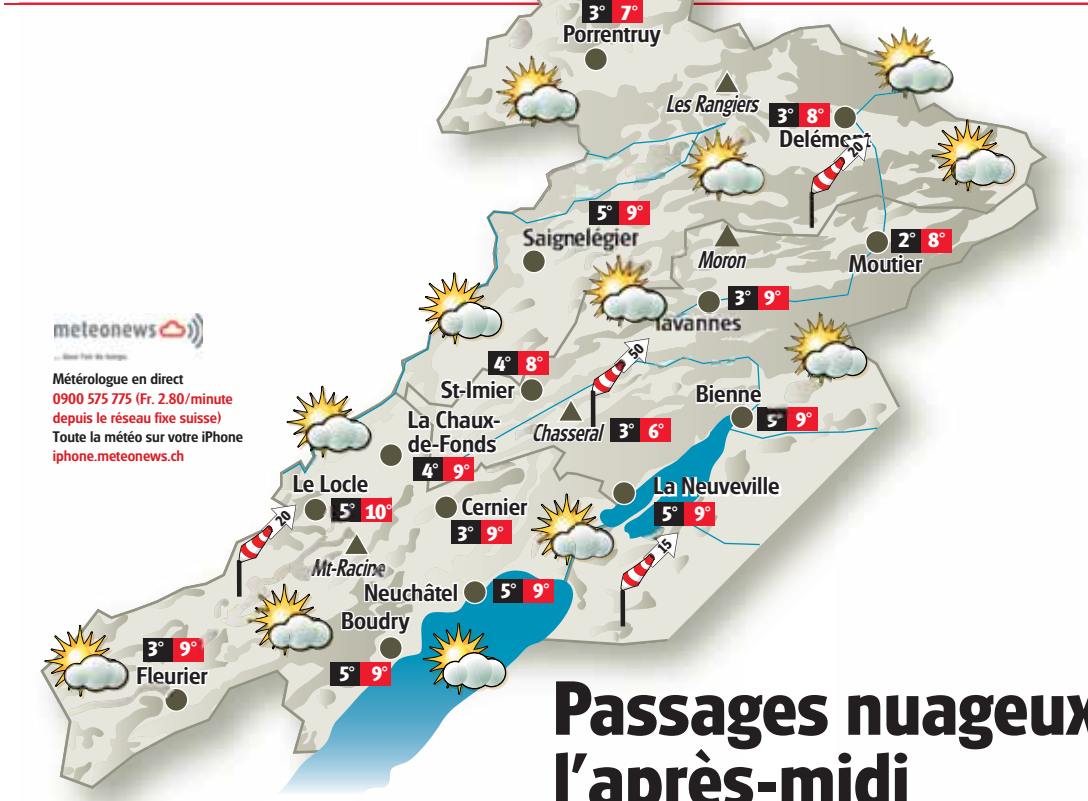 3° 7°
Porrentruy
Les Rangiers
3° 8°
Delémont
20
5° 9°
Saignelégier
Moron
2° 8°
Moutier
3° 9°
Tavannes
meteonews
Météorologue en direct
0900 575 775 (Fr. 2.80/minute
depuis le réseau fixe suisse)
Toute la météo sur votre iPhone
iphone.meteonews.ch
4° 8°
St-Imier
50
Bienne
5° 9°
Chasseral 3° 6°
La Chaux-
de-Fonds
4° 9°
Le Locle
5° 10°
Cernier
3° 9°
La Neuveville
5° 9°
20
Mt-Racine
15
Neuchâtel 5° 9°
Boudry
5° 9°
3° 9°
Fleurier
Passages nuageux
l'après-midi